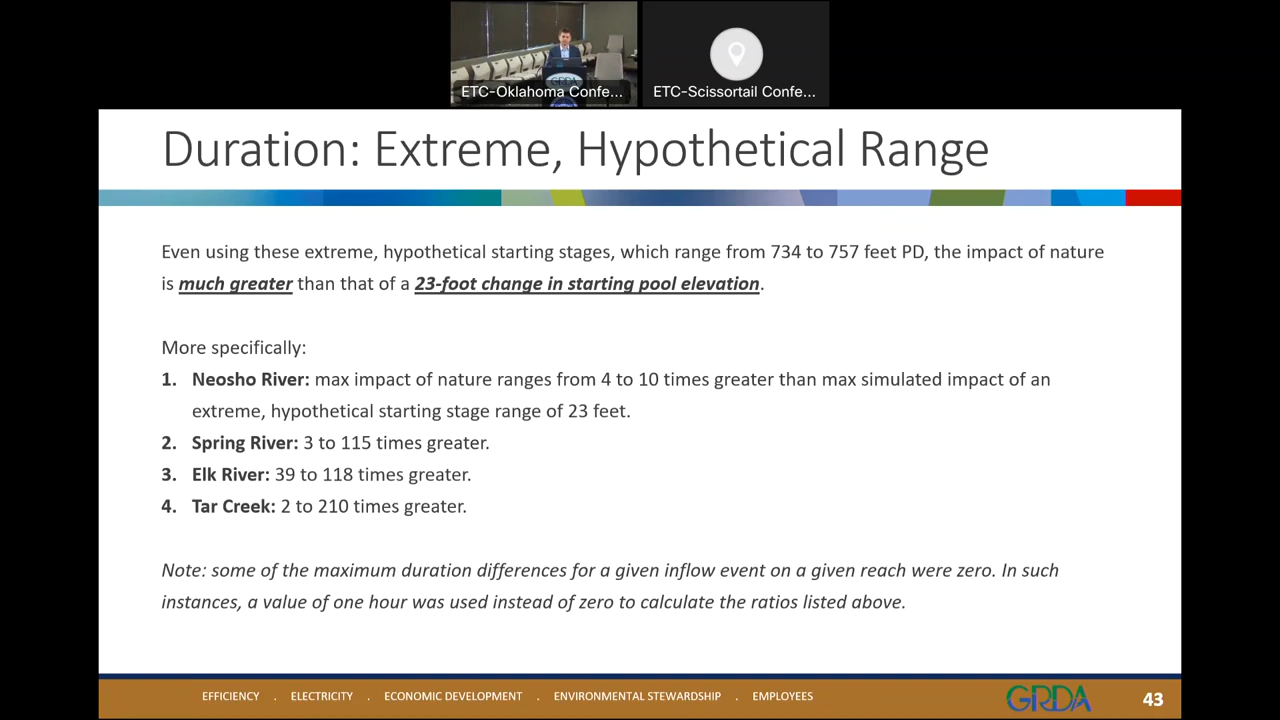 GRDA
ETC-Oklahoma Confe...
ETC-Scissortail Confe...
Duration: Extreme, Hypothetical Range
Even using these extreme, hypothetical starting stages, which range from 734 to 757 feet PD, the impact of nature
is much greater than that of a 23-foot change in starting pool elevation.
More specifically:
1. Neosho River: max impact of nature ranges from 4 to 10 times greater than max simulated impact of an
extreme, hypothetical starting stage range of 23 feet.
2. Spring River: 3 to 115 times greater.
3. Elk River: 39 to 118 times greater.
4. Tar Creek: 2 to 210 times greater.
Note: some of the maximum duration differences for a given inflow event on a given reach were zero. In such
instances, a value of one hour was used instead of zero to calculate the ratios listed above.
EFFICIENCY . ELECTRICITY . ECONOMIC DEVELOPMENT . ENVIRONMENTAL STEWARDSHIP . EMPLOYEES
GRDA
43